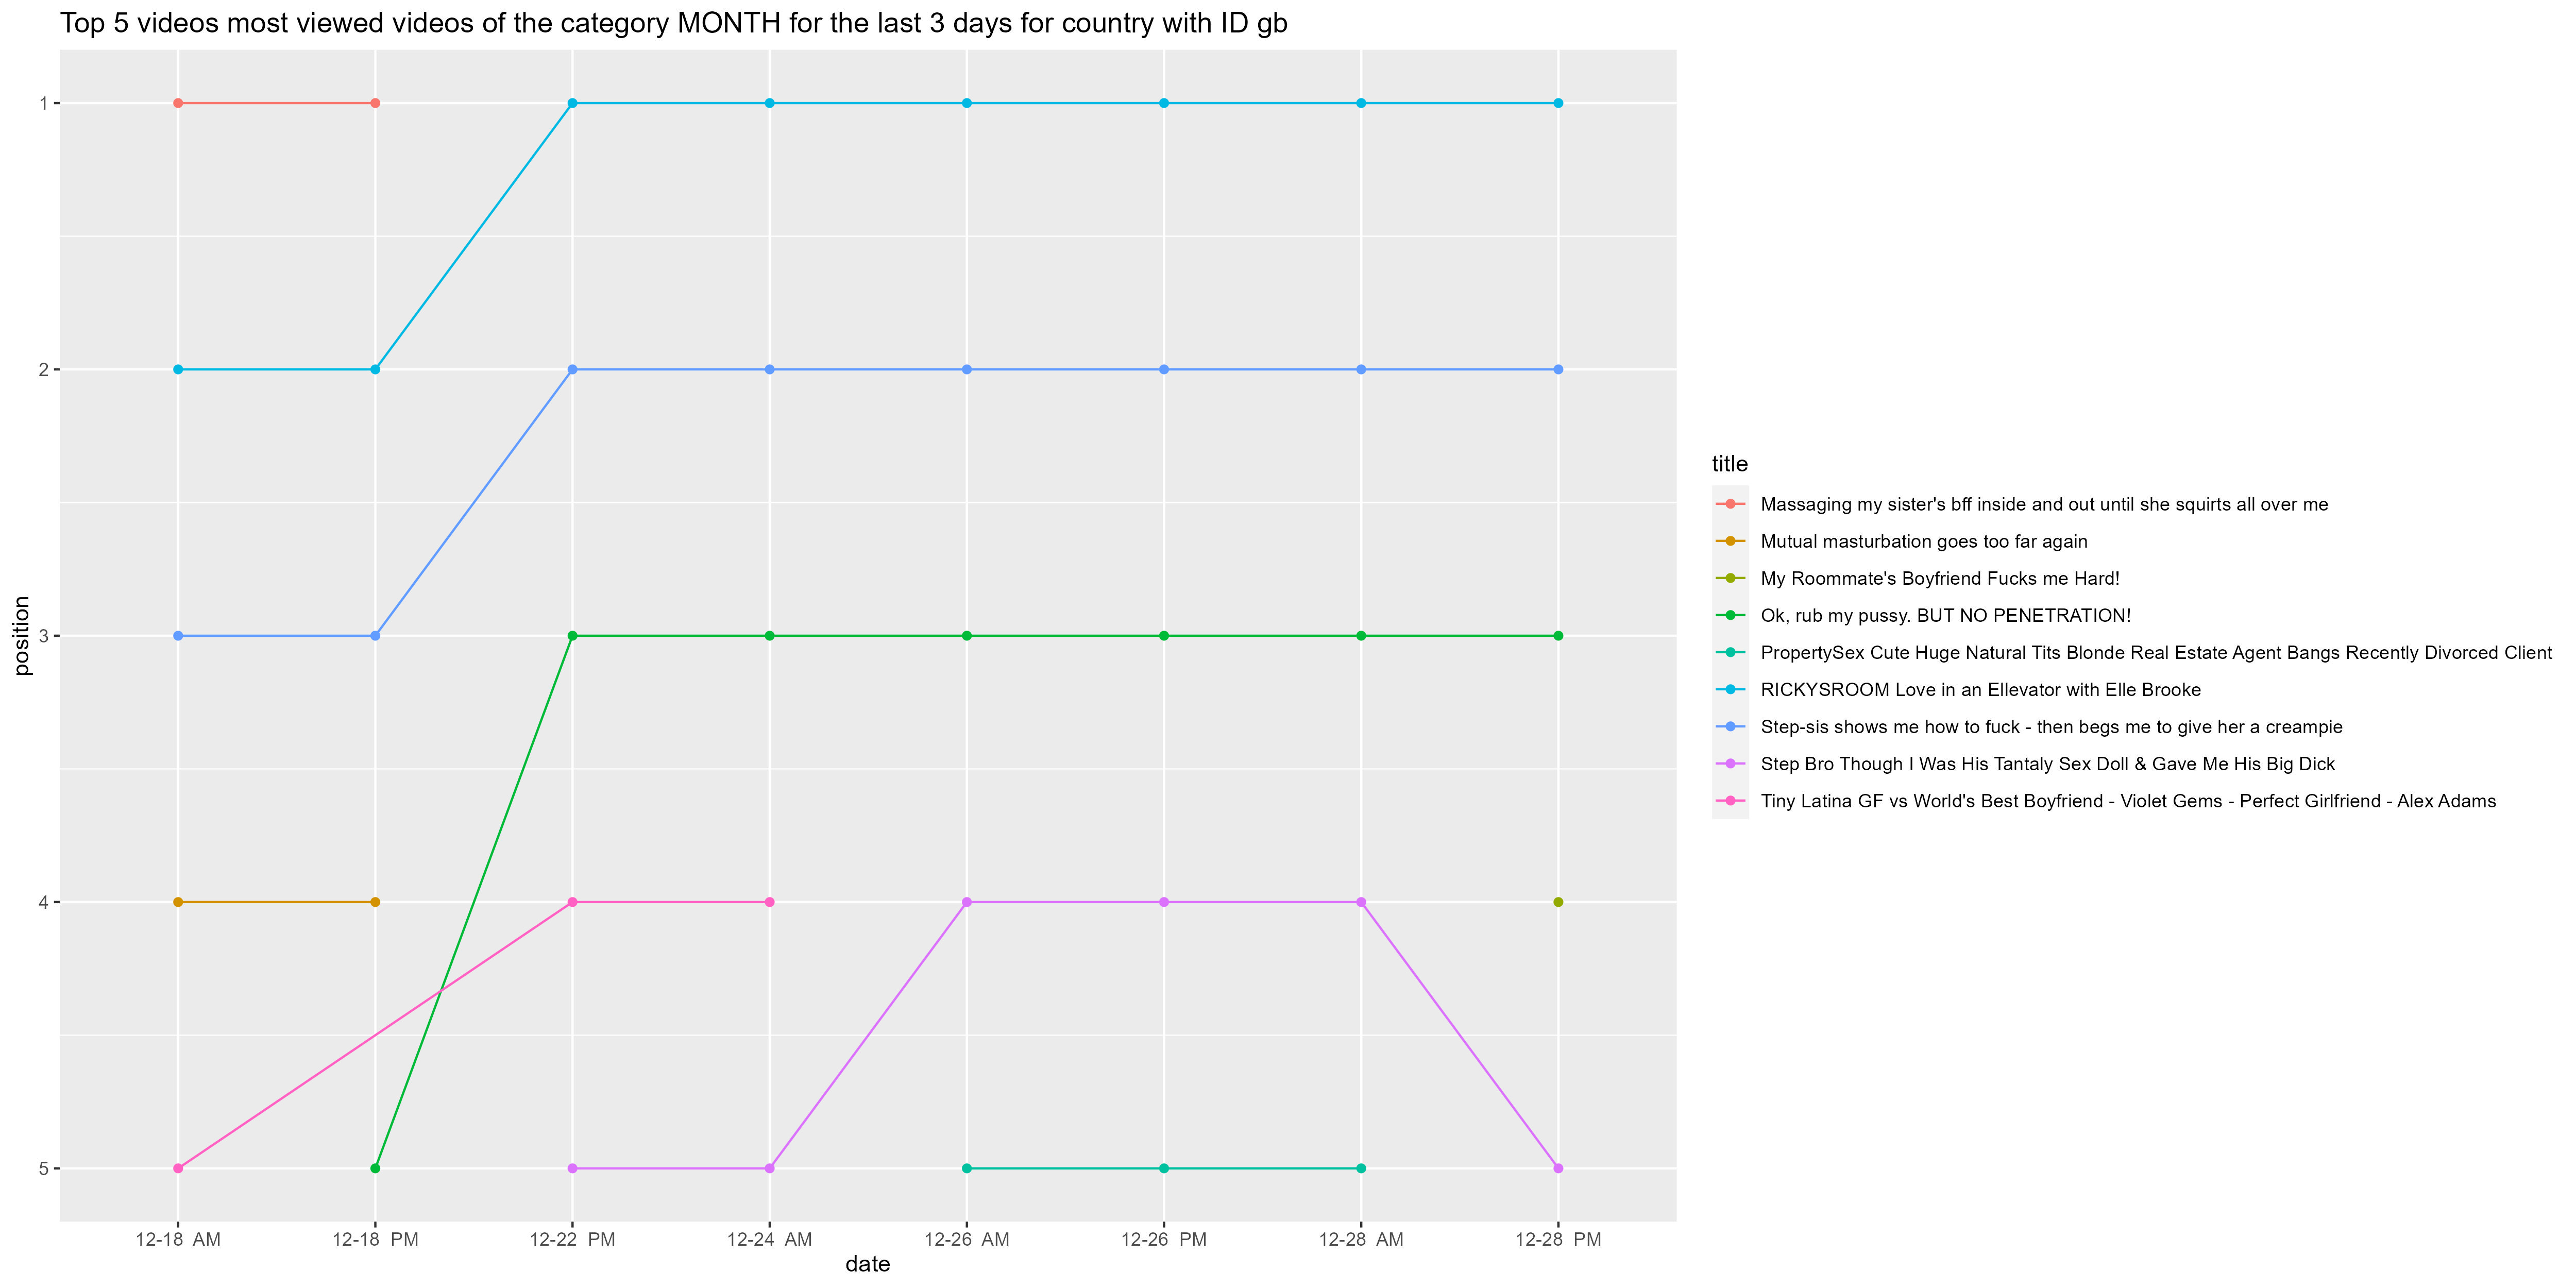 Top 5 videos most viewed videos of the category MONTH for the last 3 days for country with ID gb
position
1
2
3
4
5
12-18 AM
12-18 PM
12-22 PM
12-24 AM
12-26 AM
12-26 PM
12-28 AM
12-28 PM
date
title
Massaging my sister's bff inside and out until she squirts all over me
Mutual masturbation goes too far again
My Roommate's Boyfriend Fucks me Hard!
Ok, rub my pussy. BUT NO PENETRATION!
PropertySex Cute Huge Natural Tits Blonde Real Estate Agent Bangs Recently Divorced Client
RICKYSROOM Love in an Ellevator with Elle Brooke
Step-sis shows me how to fuck - then begs me to give her a creampie
Step Bro Though I Was His Tantaly Sex Doll & Gave Me His Big Dick
Tiny Latina GF vs World's Best Boyfriend - Violet Gems - Perfect Girlfriend - Alex Adams